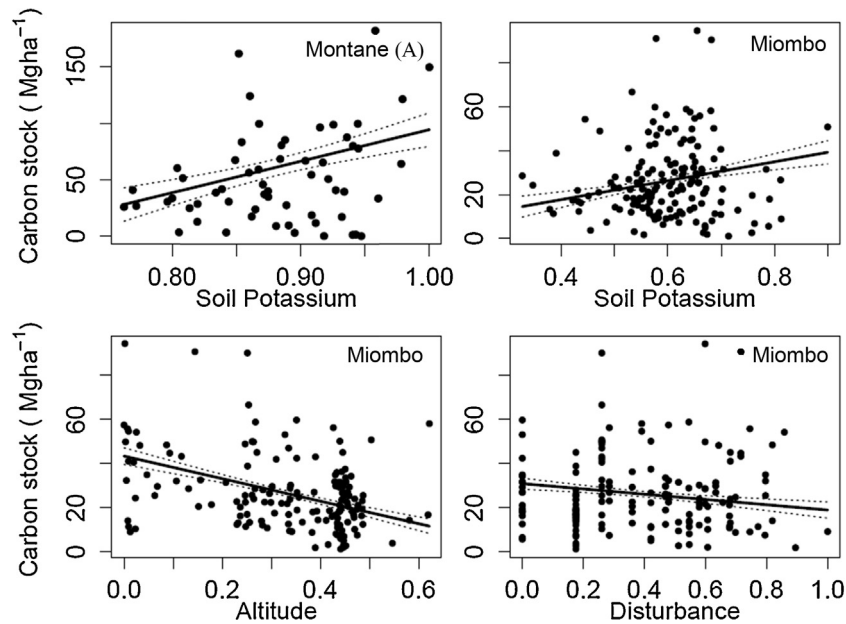 Carbon stock ( Mgha⁻¹)
150
50
0
Montane (A)
0.80 0.90 1.00
Soil Potassium
60
20
0
Miombo
0.4 0.6 0.8
Soil Potassium
Carbon stock ( Mgha⁻¹)
60
20
0
Miombo
0.0 0.2 0.4 0.6
Altitude
60
20
0
Miombo
0.0 0.2 0.4 0.6 0.8 1.0
Disturbance